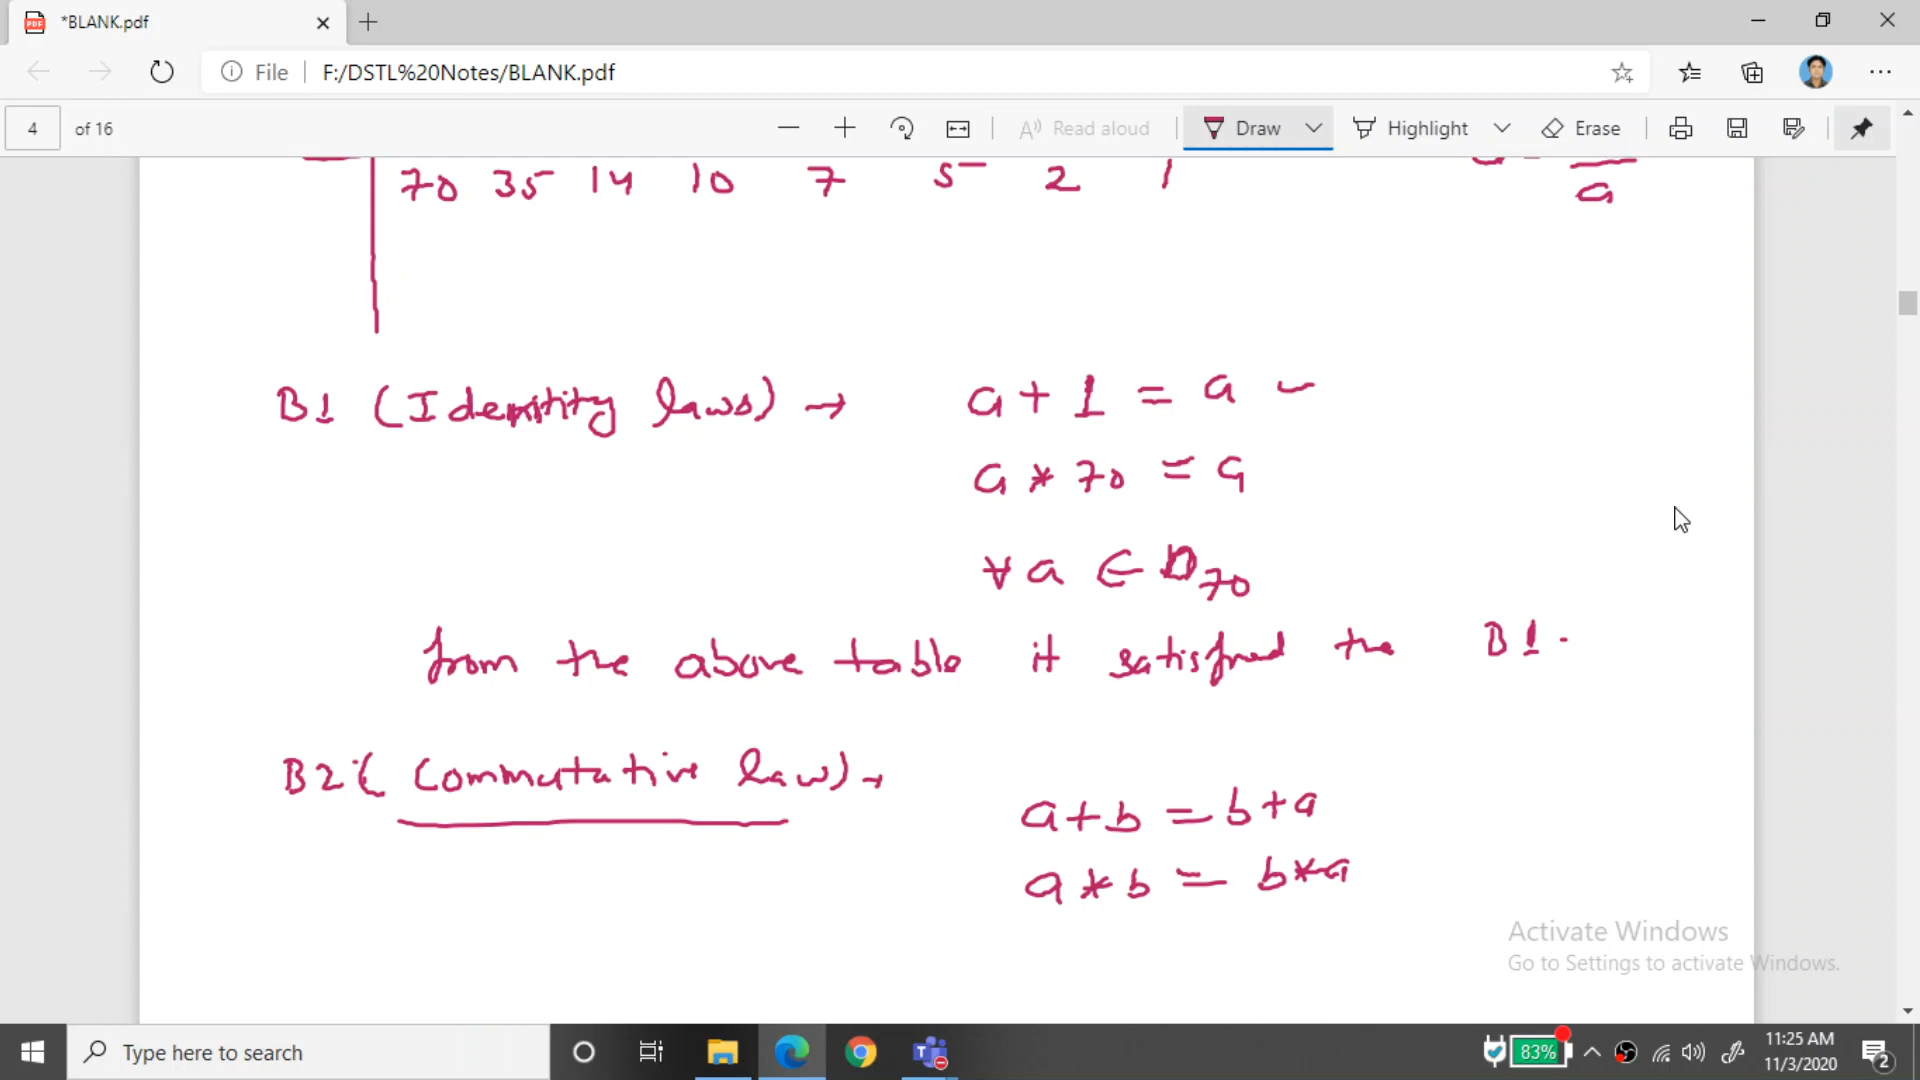 *BLANK.pdf
File F:/DSTL%20Notes/BLANK.pdf
4 of 16 Read aloud Draw Highlight Erase
70 35 14 10 7 5 2 1
a
B1 (Identity laws) → a + 1 = a
a * 70 = a
∀ a ∈ D70
from the above table it satisfied the B1.
B2:( Commutative law) →
a + b = b + a
a * b = b * a
Activate Windows
Go to Settings to activate Windows.
Type here to search
83%
11:25 AM
11/3/2020
2